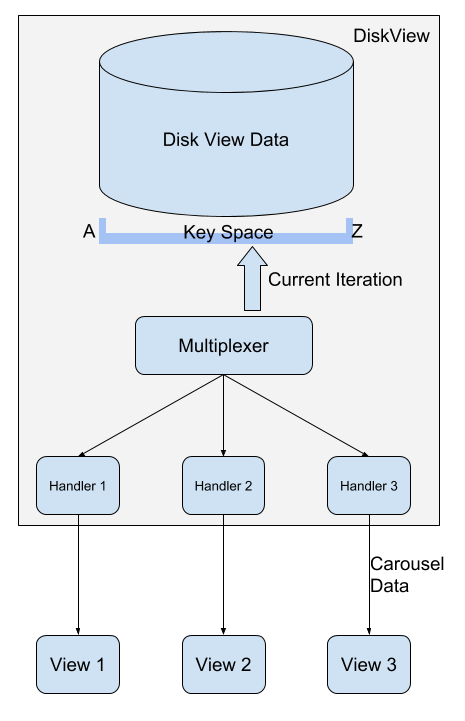 DiskView
Disk View Data
A
Key Space
Z
Current Iteration
Multiplexer
Handler 1
Handler 2
Handler 3
Carousel
Data
View 1
View 2
View 3